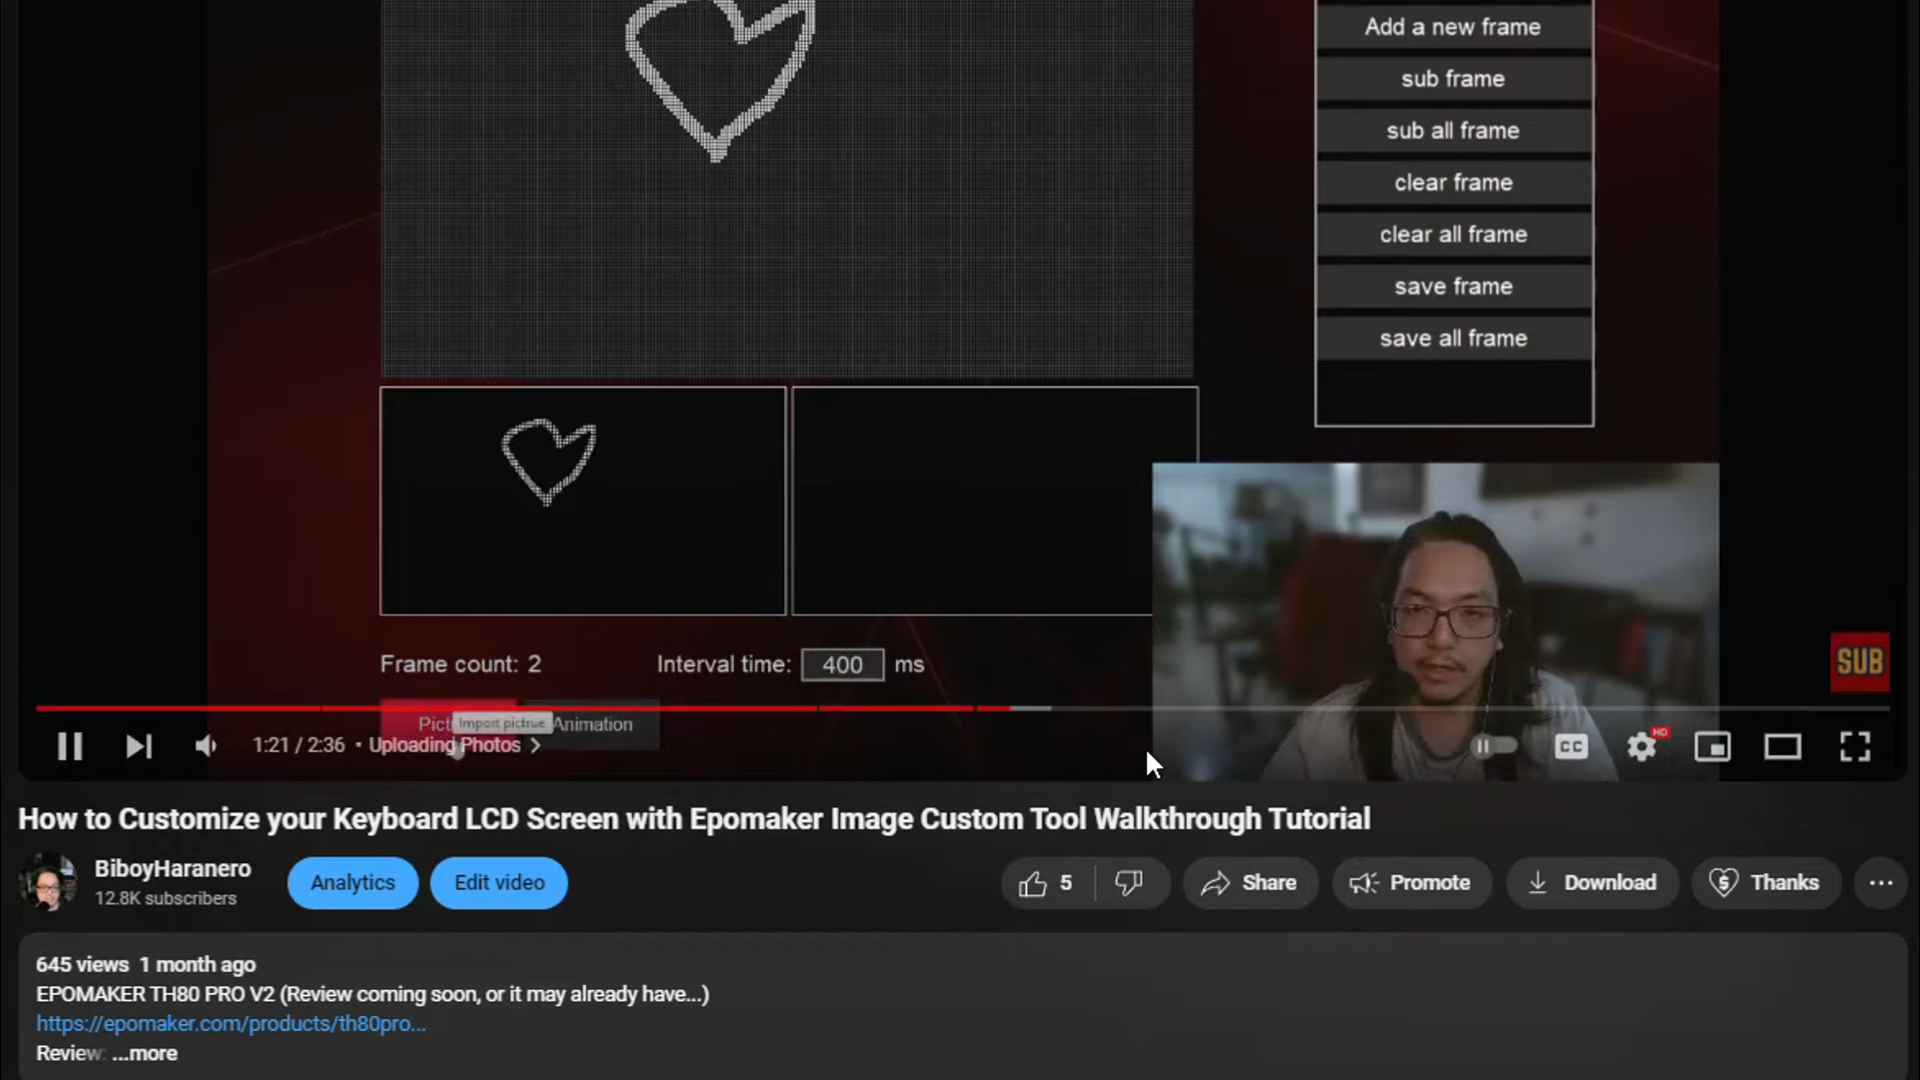 Add a new frame
sub frame
sub all frame
clear frame
clear all frame
save frame
save all frame
Frame count: 2
Interval time: 400 ms
Import pictrue
Animation
SUB
1:21 / 2:36 • Uploading Photos >
CC
HD
How to Customize your Keyboard LCD Screen with Epomaker Image Custom Tool Walkthrough Tutorial
BiboyHaranero
12.8K subscribers
Analytics
Edit video
5
Share
Promote
Download
Thanks
645 views 1 month ago
EPOMAKER TH80 PRO V2 (Review coming soon, or it may already have...)
https://epomaker.com/products/th80pro...
Review: ...more